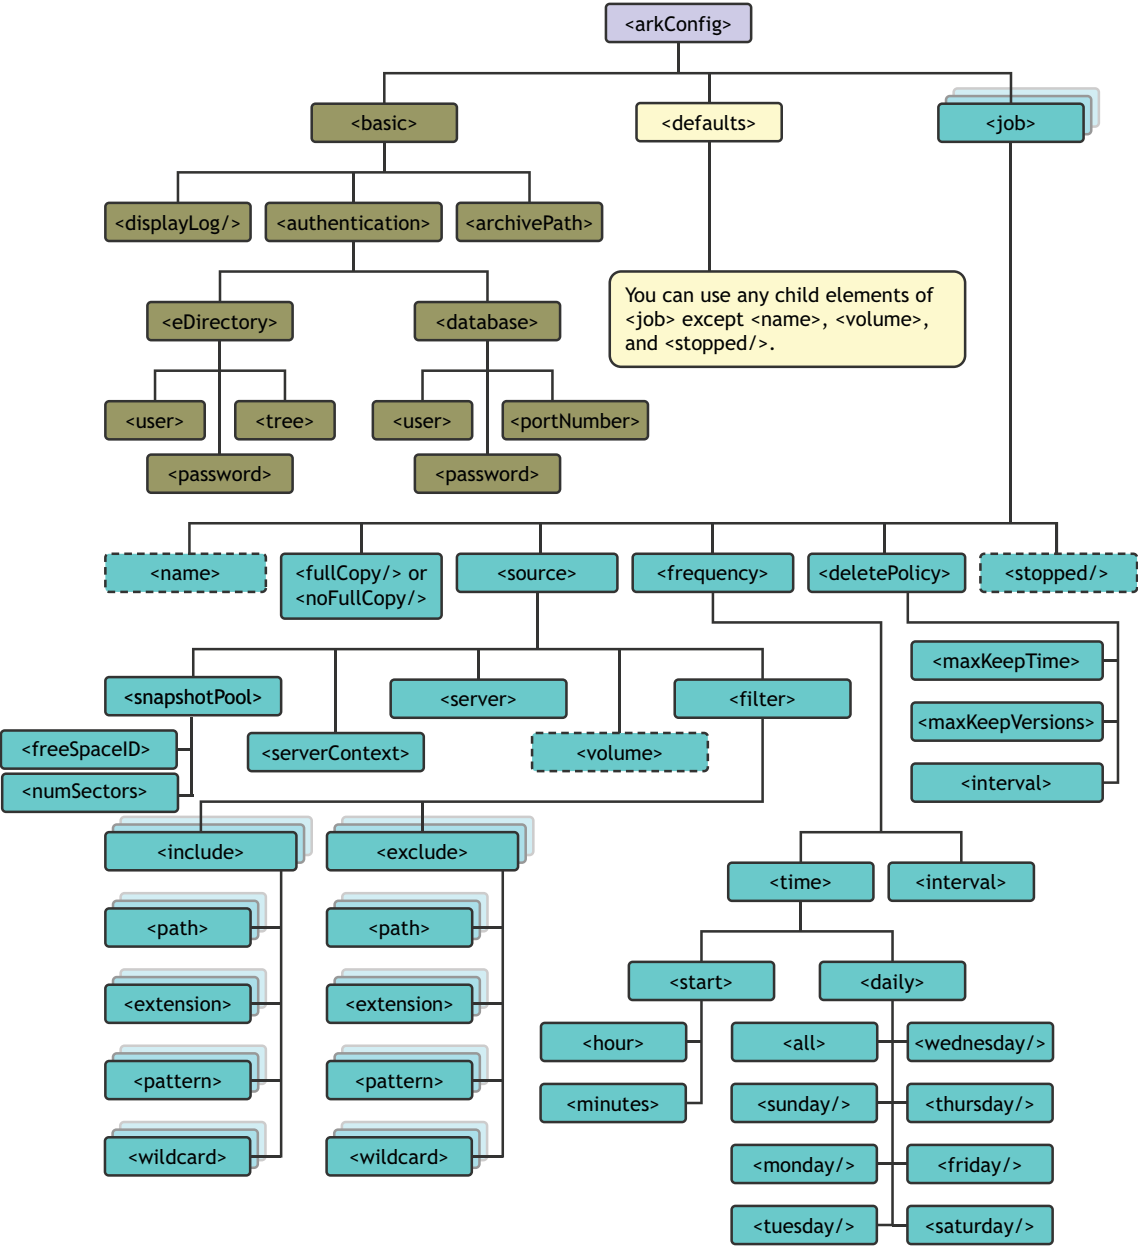 <arkConfig>
<basic>
<defaults>
<job>
<displayLog/>
<authentication>
<archivePath>
<eDirectory>
<database>
You can use any child elements of
<job> except <name>, <volume>,
and <stopped/>.
<user>
<tree>
<user>
<portNumber>
<password>
<password>
<name>
<fullCopy/> or
<noFullCopy/>
<source>
<frequency>
<deletePolicy>
<stopped/>
<maxKeepTime>
<maxKeepVersions>
<interval>
<snapshotPool>
<server>
<filter>
<freeSpaceID>
<serverContext>
<volume>
<numSectors>
<include>
<exclude>
<time>
<interval>
<path>
<path>
<extension>
<extension>
<pattern>
<pattern>
<wildcard>
<wildcard>
<start>
<daily>
<hour>
<minutes>
<all>
<wednesday/>
<sunday/>
<thursday/>
<monday/>
<friday/>
<tuesday/>
<saturday/>